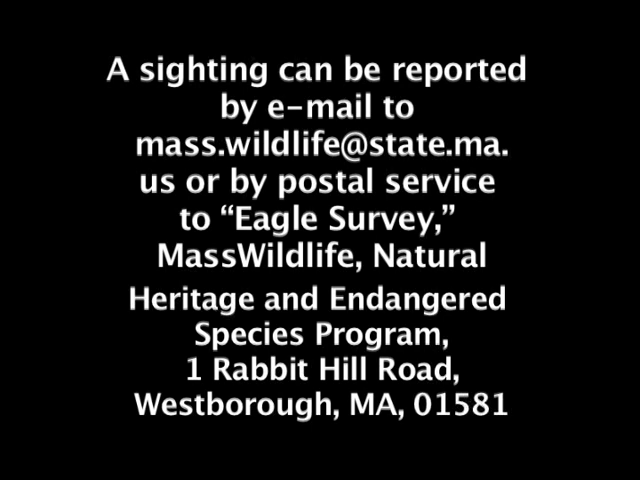 A sighting can be reported
by e-mail to
mass.wildlife@state.ma.
us or by postal service
to “Eagle Survey,”
MassWildlife, Natural
Heritage and Endangered
Species Program,
1 Rabbit Hill Road,
Westborough, MA, 01581